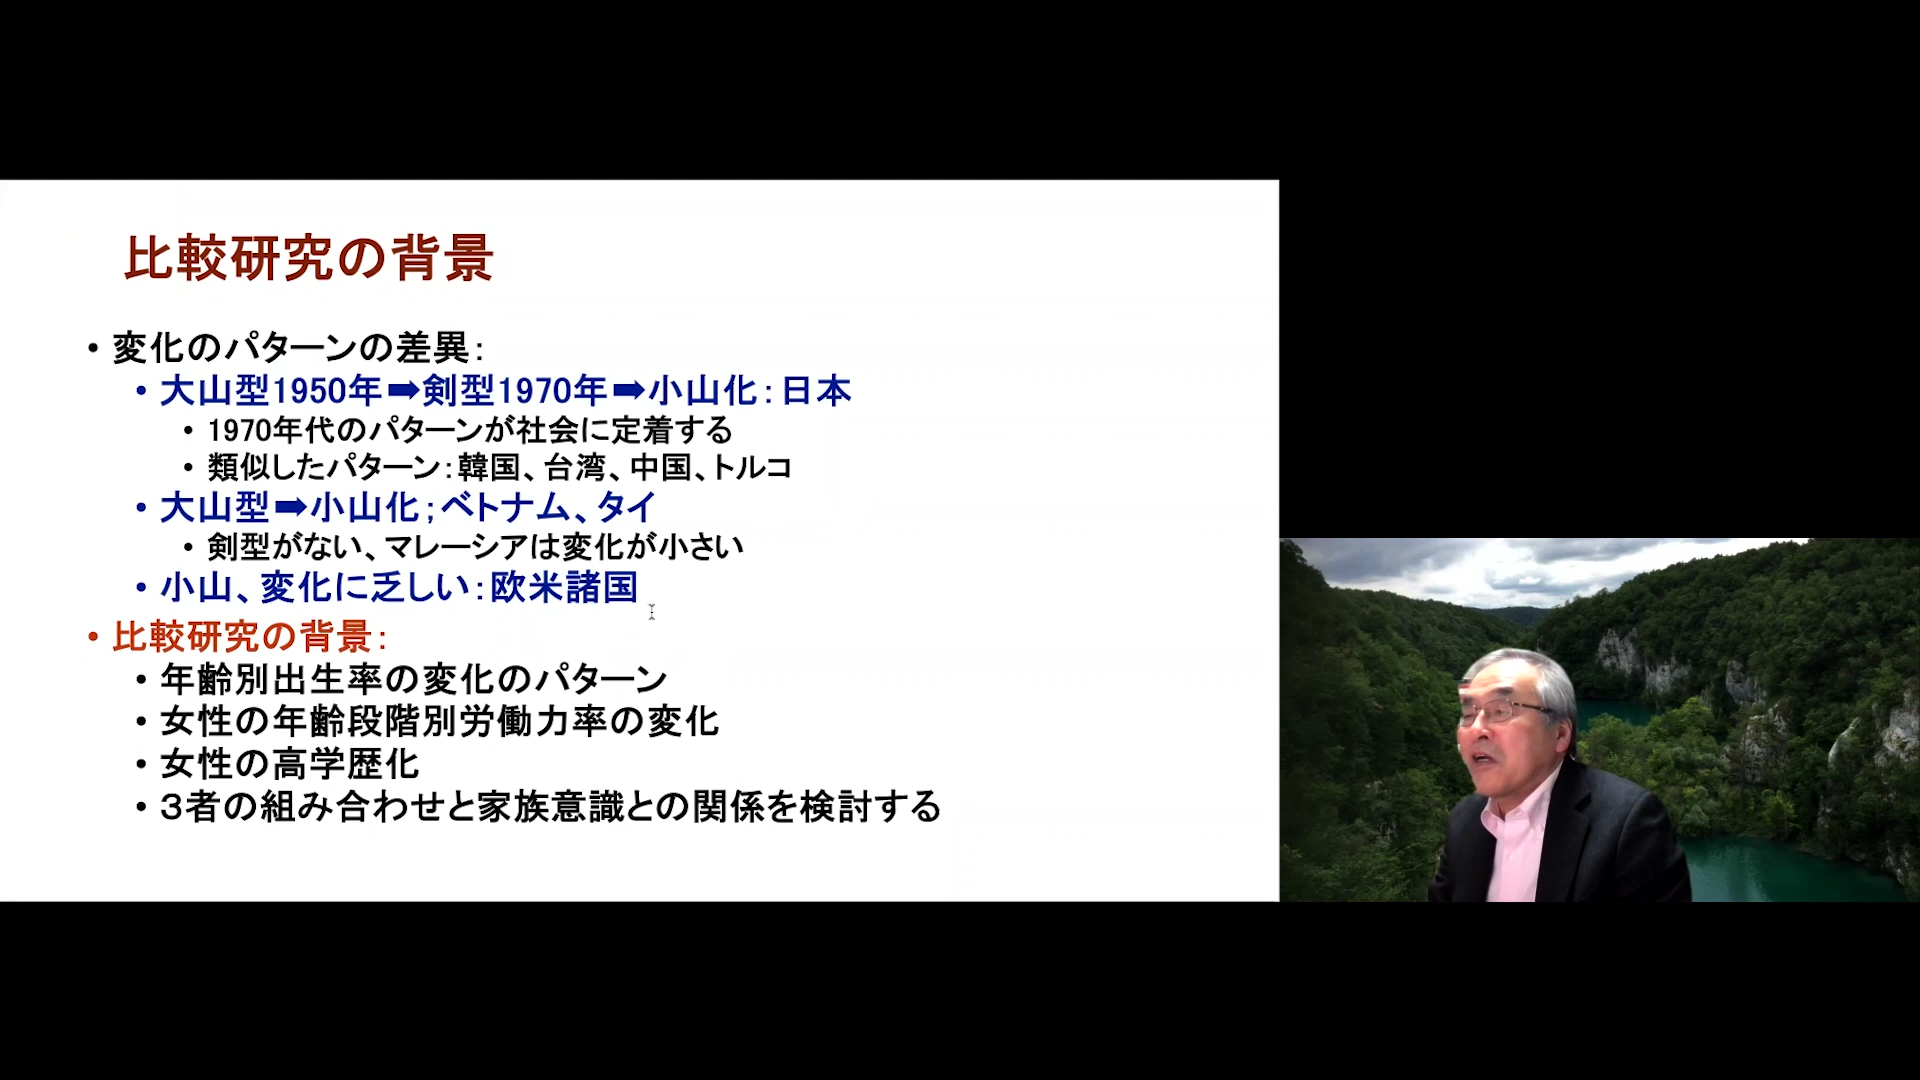 比較研究の背景
• 変化のパターンの差異：
• 大山型1950年➡剣型1970年➡小山化：日本
• 1970年代のパターンが社会に定着する
• 類似したパターン：韓国、台湾、中国、トルコ
• 大山型➡小山化；ベトナム、タイ
• 剣型がない、マレーシアは変化が小さい
• 小山、変化に乏しい：欧米諸国
• 比較研究の背景：
• 年齢別出生率の変化のパターン
• 女性の年齢段階別労働力率の変化
• 女性の高学歴化
• ３者の組み合わせと家族意識との関係を検討する